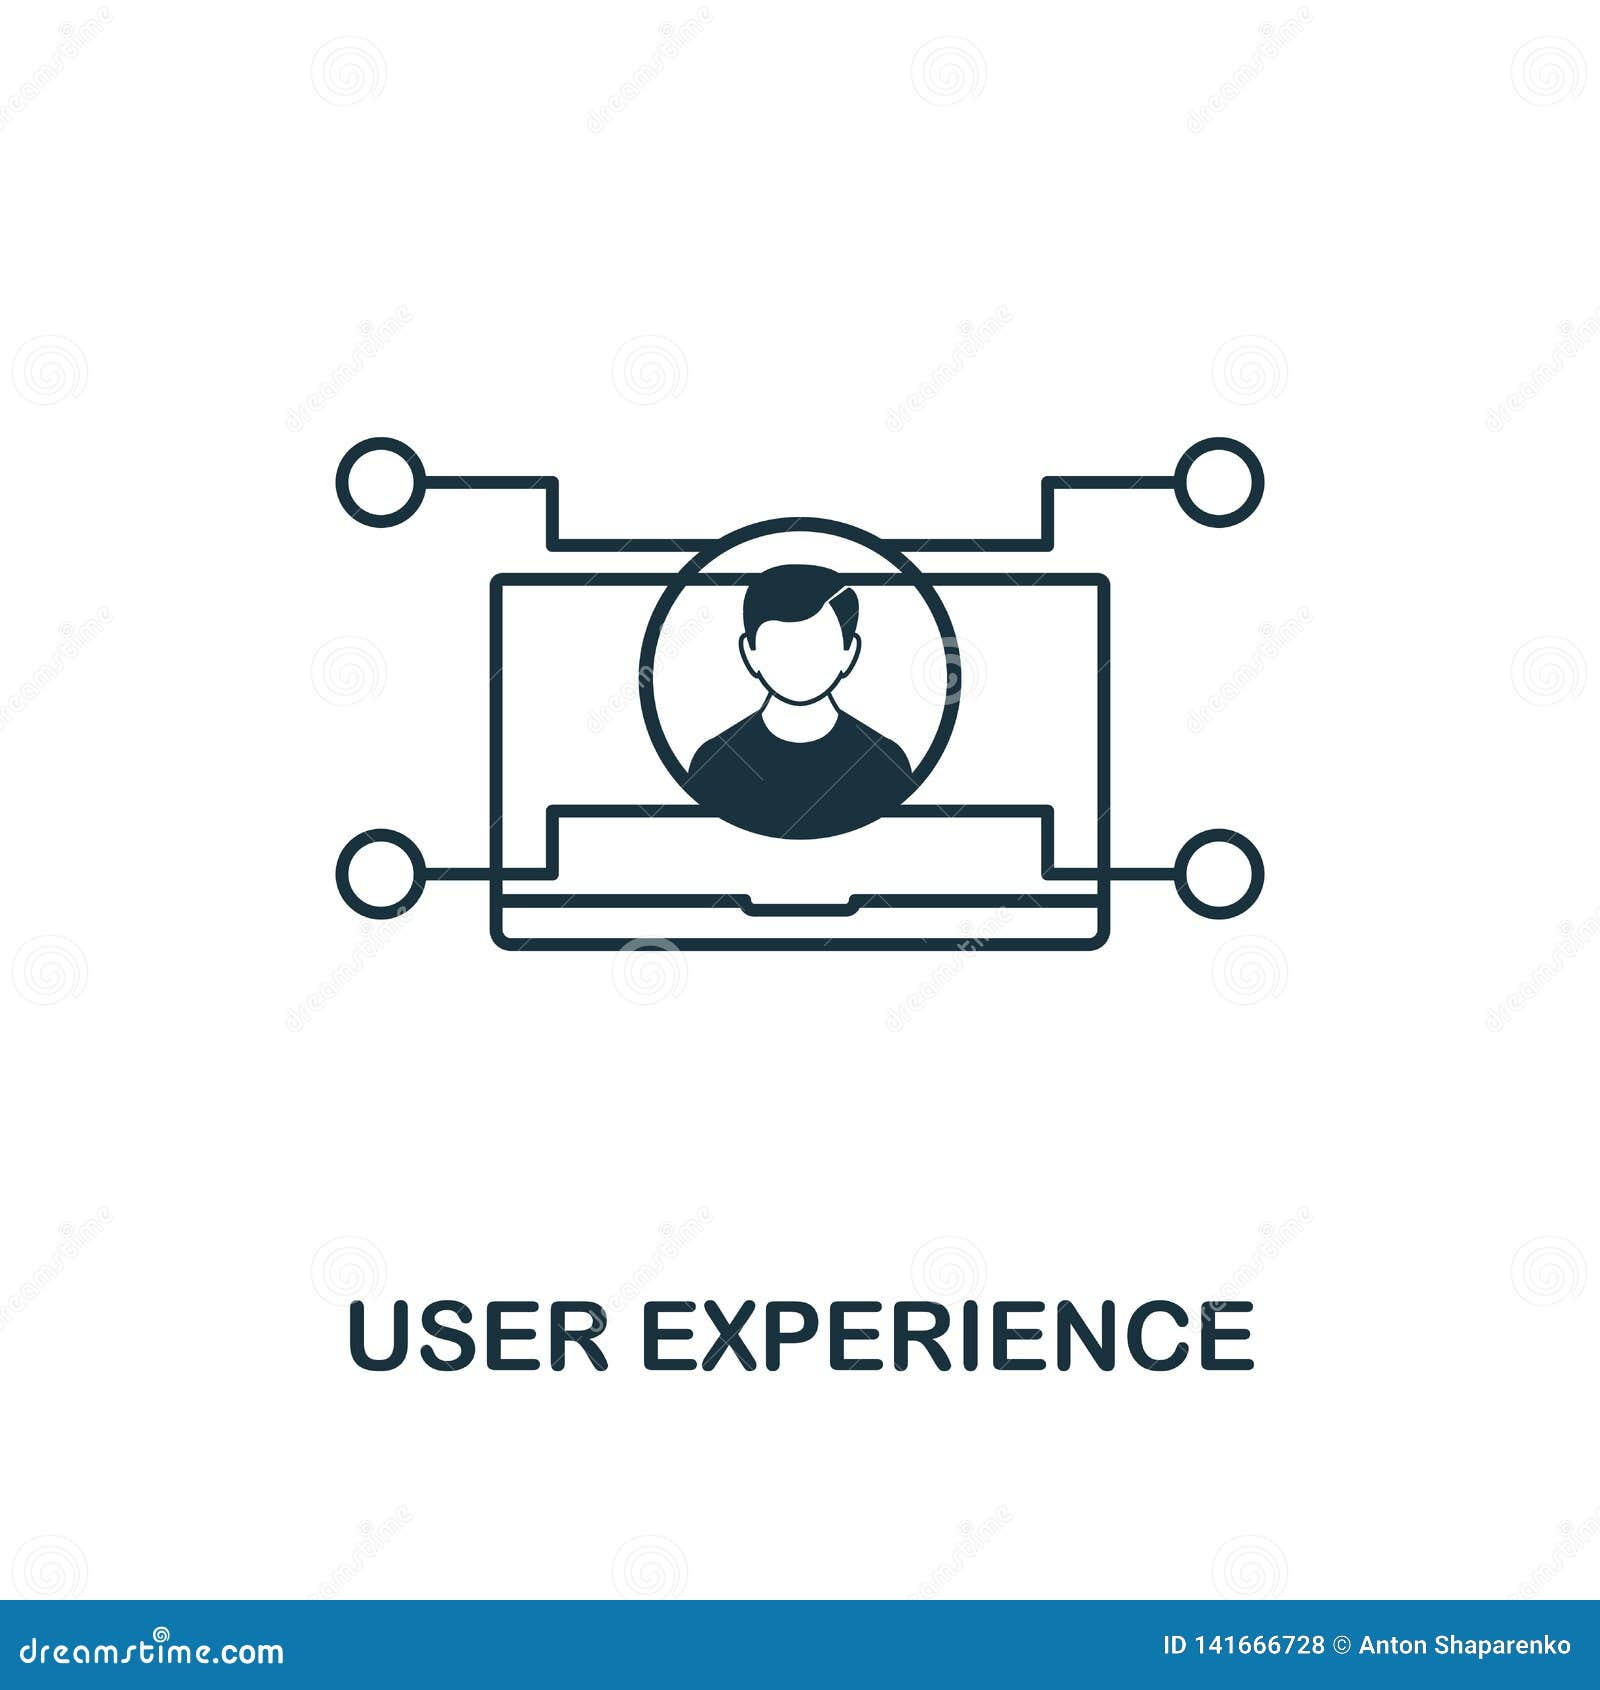 USER EXPERIENCE
dreamstime.com
ID 141666728 © Anton Shaparenko